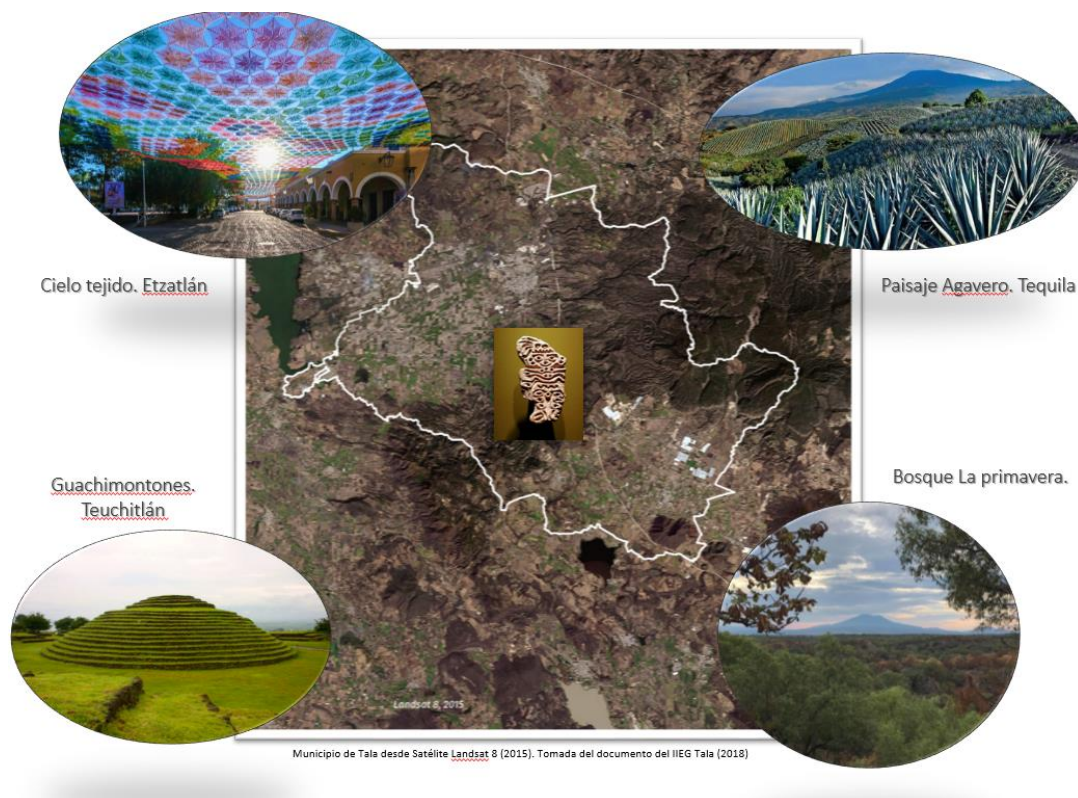 Cielo tejido. Etzatlán
Paisaje Agavero. Tequila
Guachimontones.
Teuchitlán
Bosque La primavera.
Landsat 8, 2015
Municipio de Tala desde Satélite Landsat 8 (2015). Tomada del documento del IIEG Tala (2018)